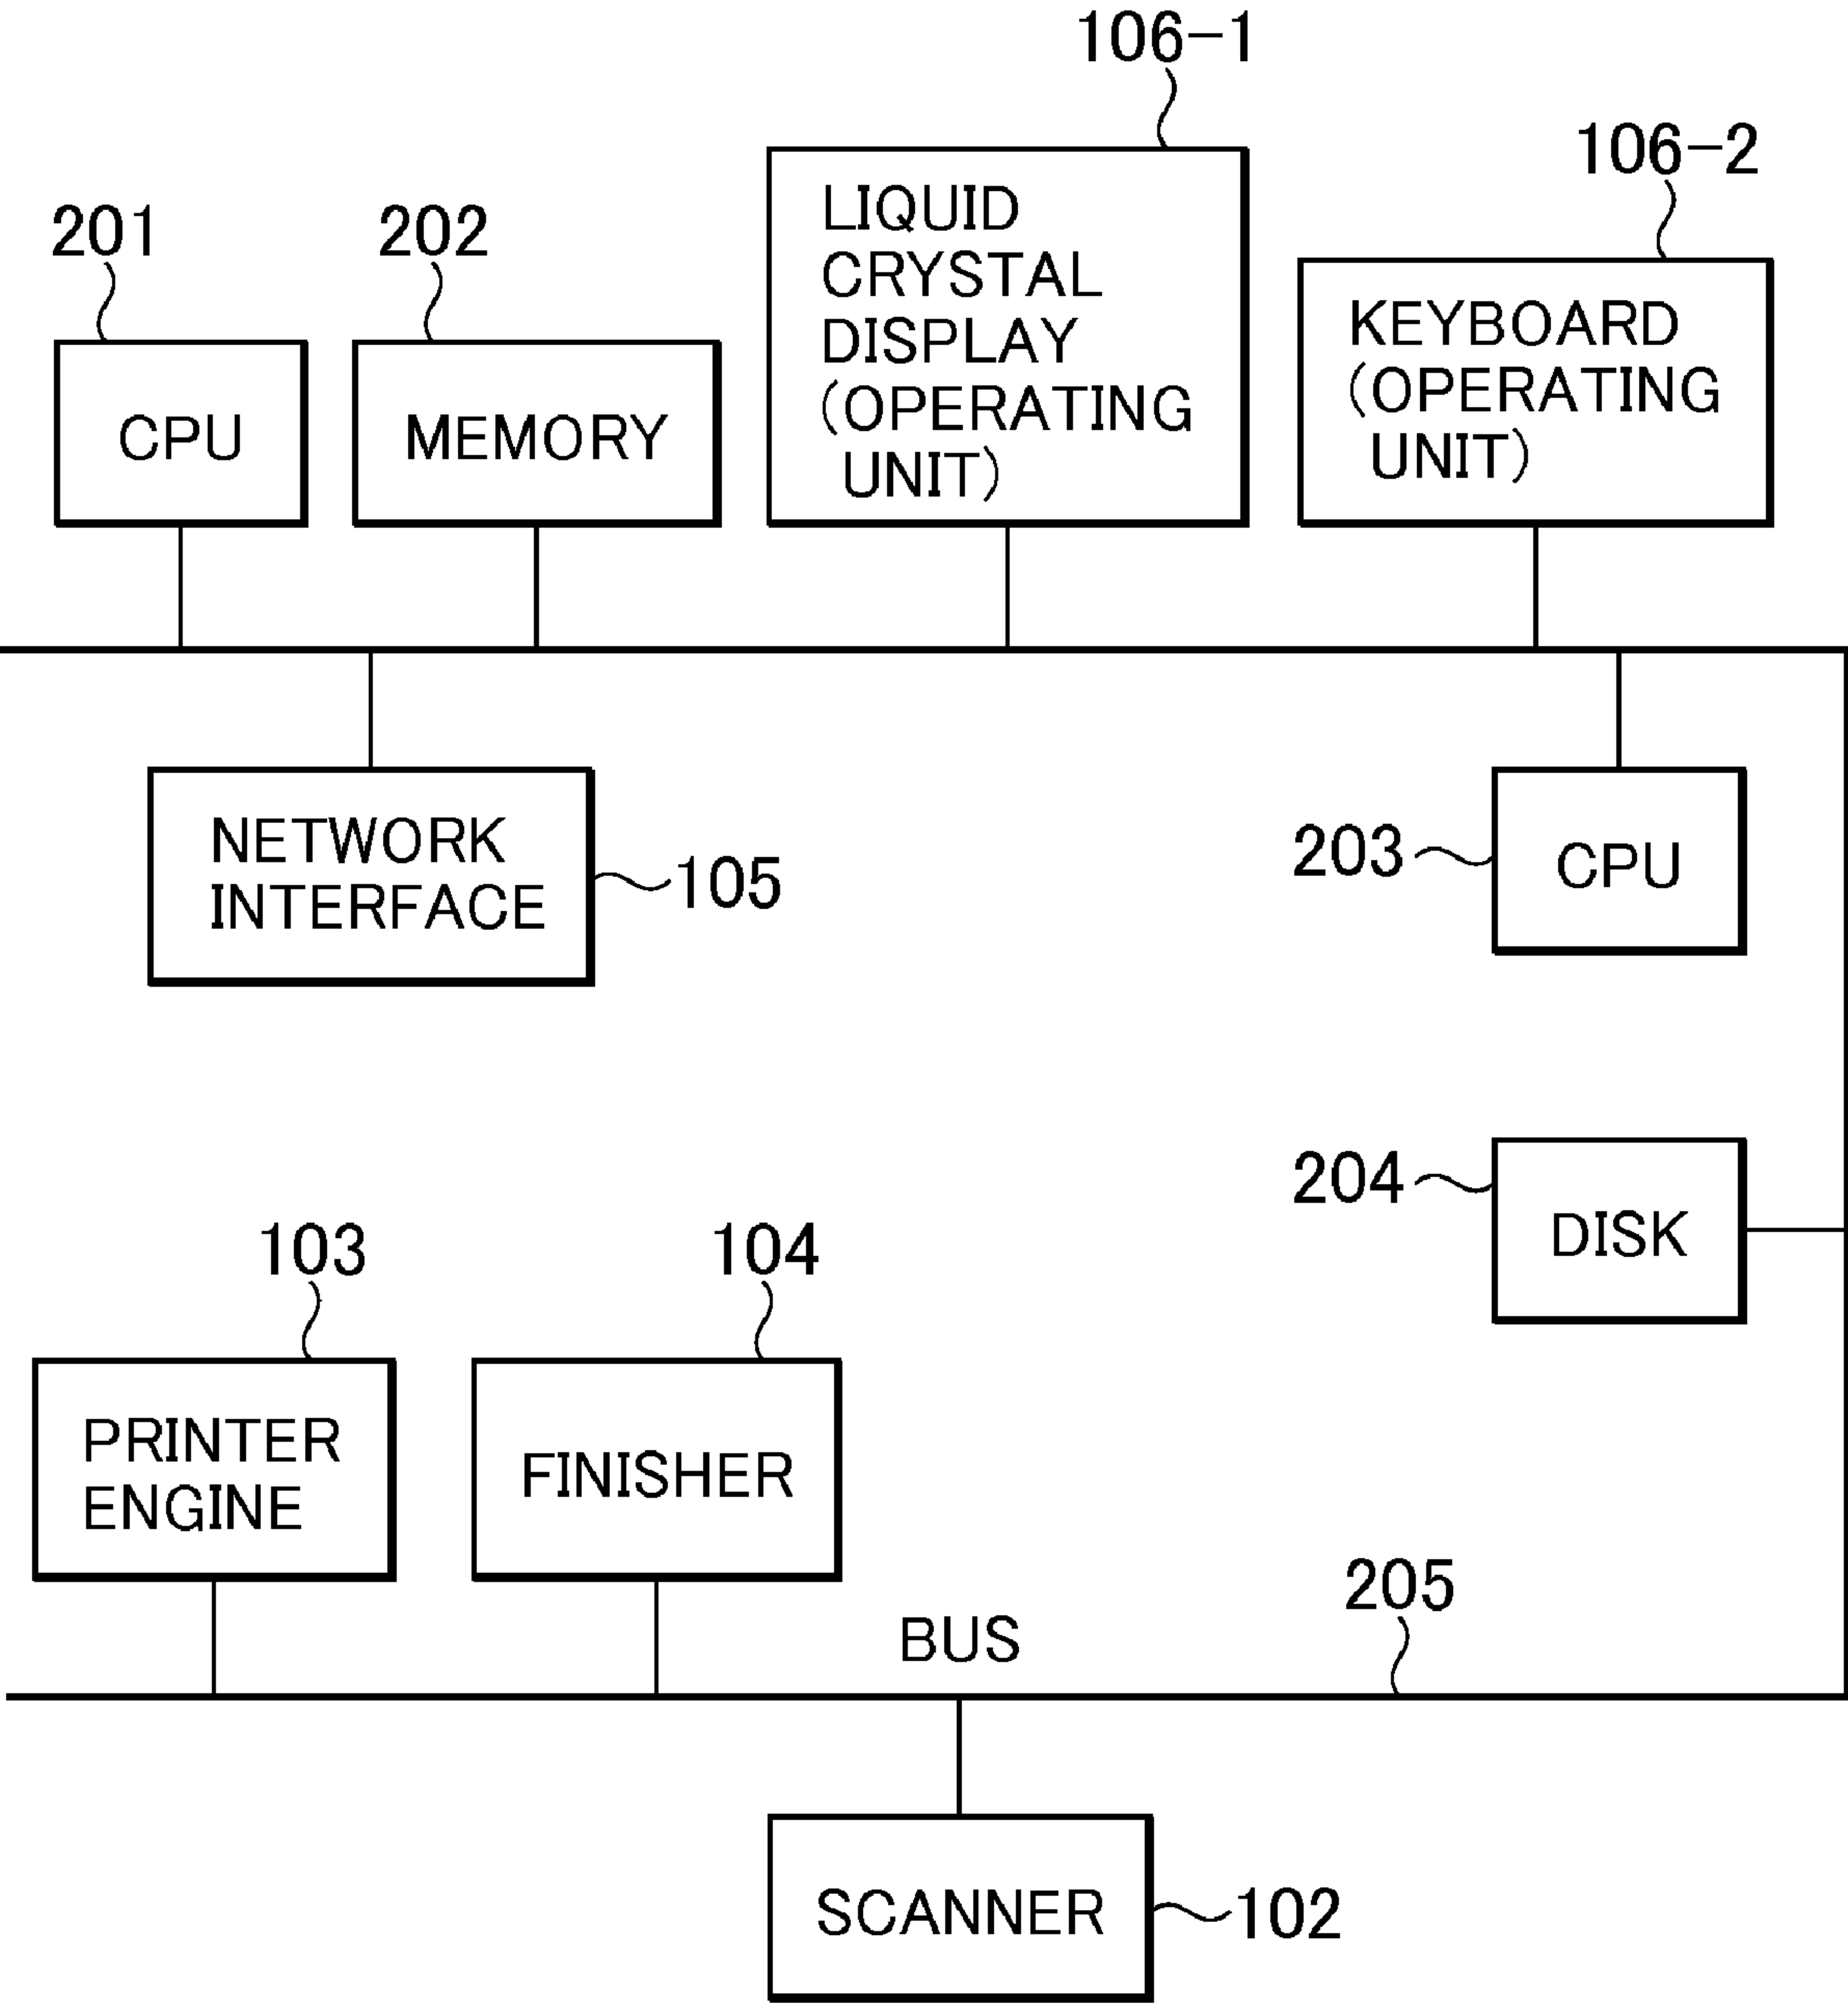 106-1
106-2
201
202
LIQUID
CRYSTAL
DISPLAY
(OPERATING
UNIT)
KEYBOARD
(OPERATING
UNIT)
CPU
MEMORY
NETWORK
INTERFACE
105
203
CPU
204
DISK
103
104
PRINTER
ENGINE
FINISHER
205
BUS
SCANNER
102